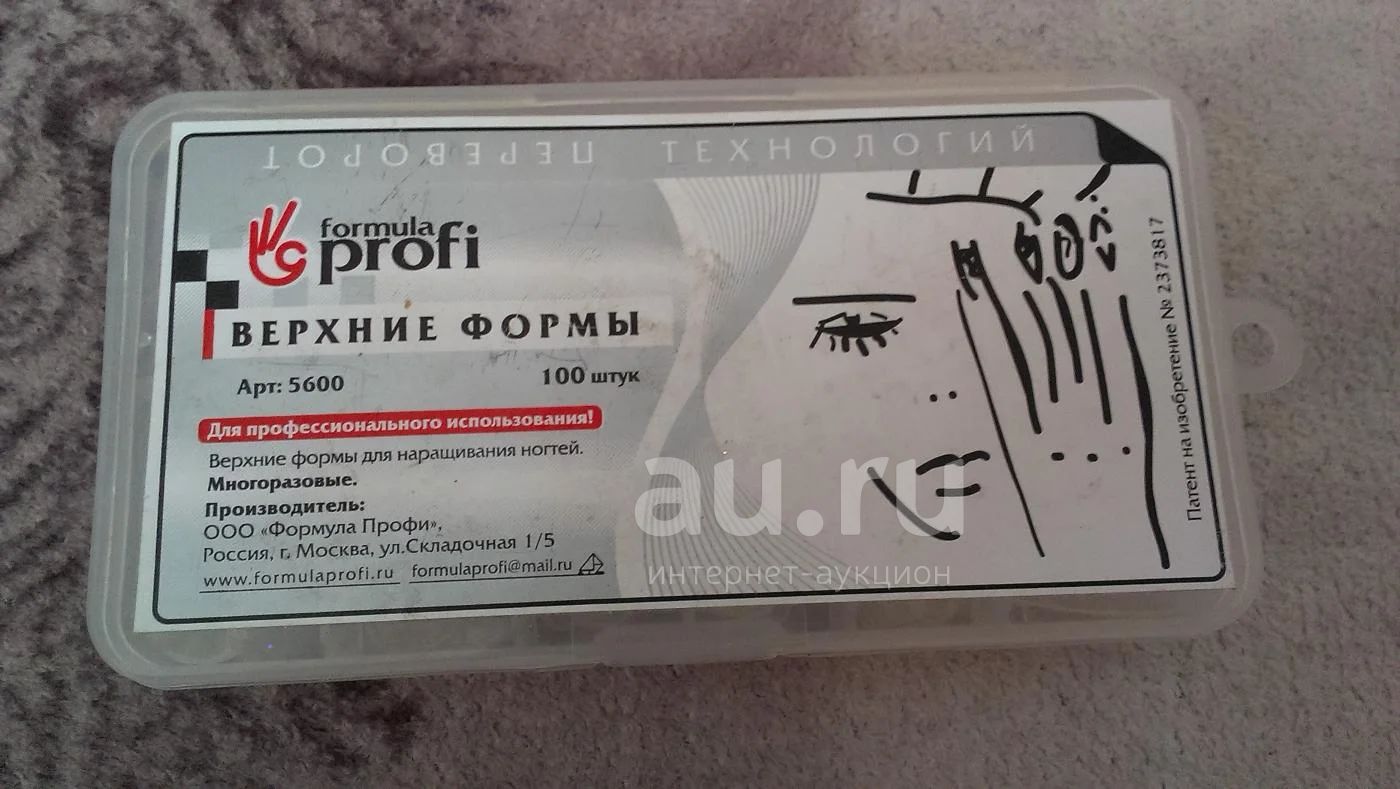 ПЕРЕВОРОТ ТЕХНОЛОГИЙ
formula
profi
ВЕРХНИЕ ФОРМЫ
Арт: 5600 100 штук
Для профессионального использования!
Верхние формы для наращивания ногтей.
Многоразовые.
Производитель:
ООО «Формула Профи»,
Россия, г. Москва, ул.Складочная 1/5
www.formulaprofi.ru formulaprofi@mail.ru
Патент на изобретение № 2373817
au.ru
интернет-аукцион